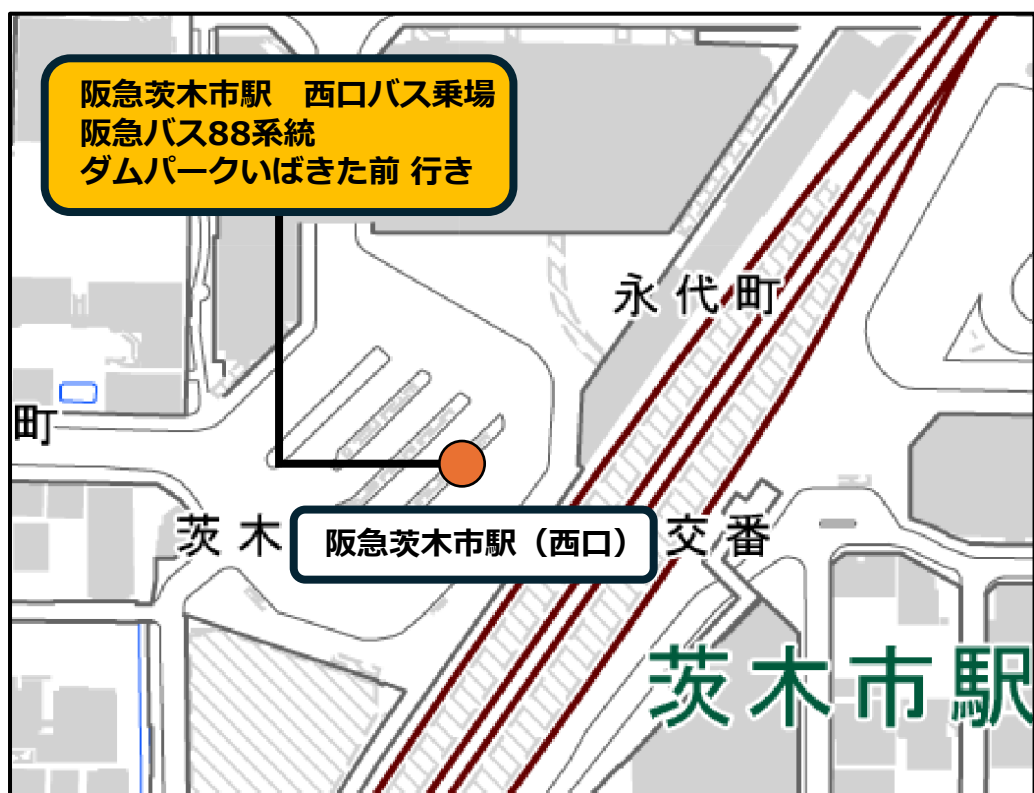 阪急茨木市駅　西口バス乗場
阪急バス88系統
ダムパークいばきた前 行き
永代町
町
茨木
阪急茨木市駅（西口）
交番
茨木市駅